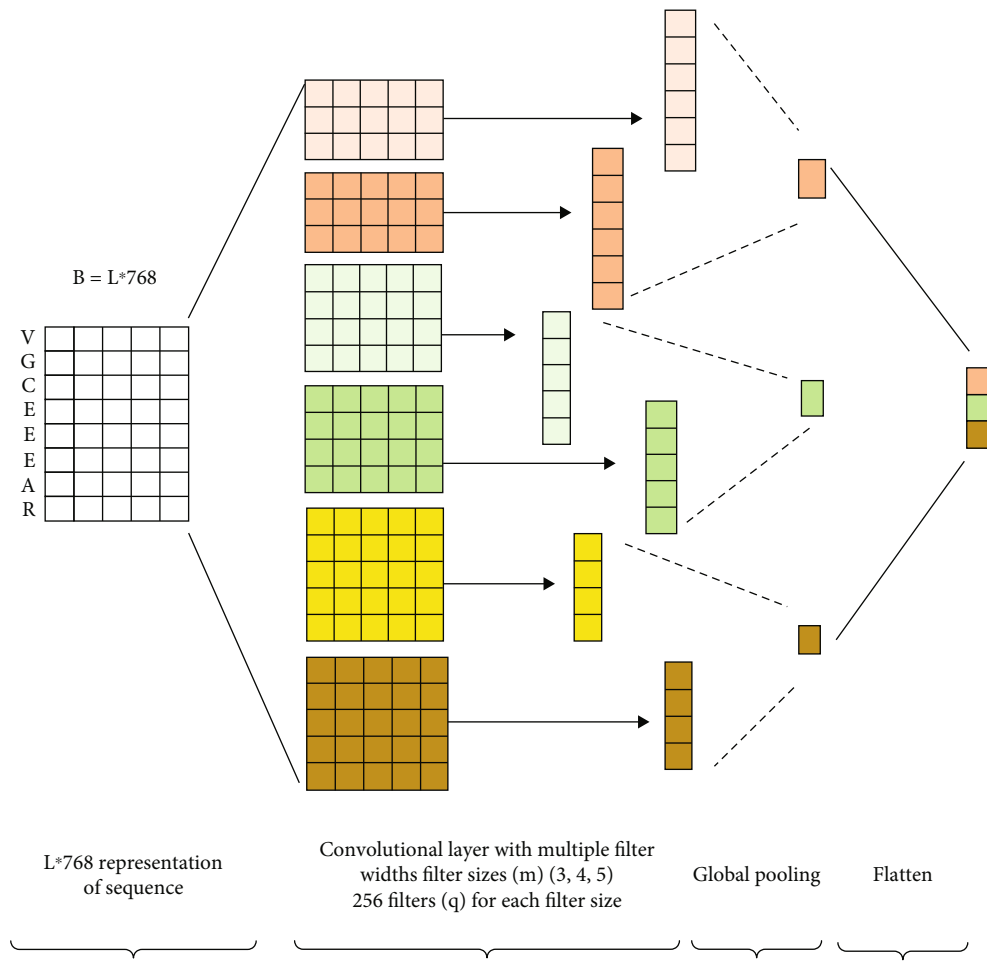 B = L*768
V
G
C
E
E
E
A
R
L*768 representation
of sequence
Convolutional layer with multiple filter
widths filter sizes (m) (3, 4, 5)
256 filters (q) for each filter size
Global pooling
Flatten